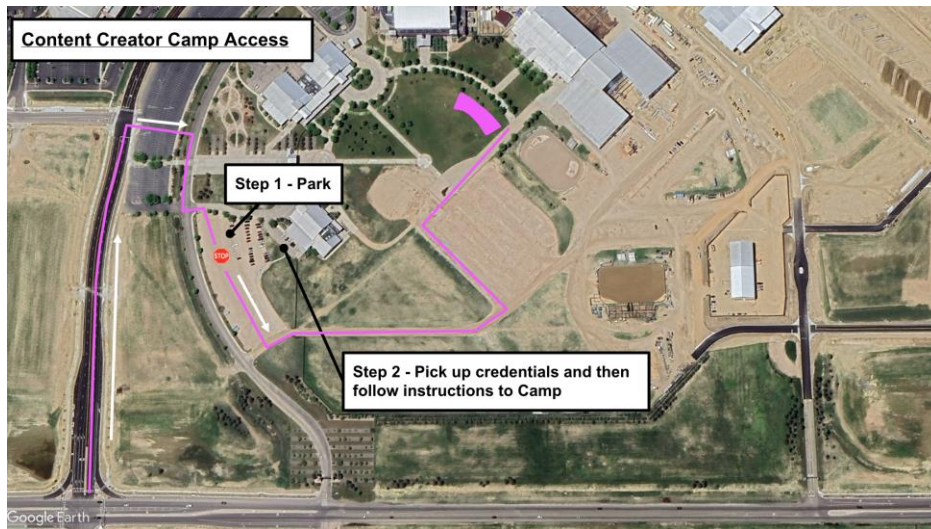 Content Creator Camp Access
Step 1 - Park
STOP
Step 2 - Pick up credentials and then
follow instructions to Camp
Google Earth